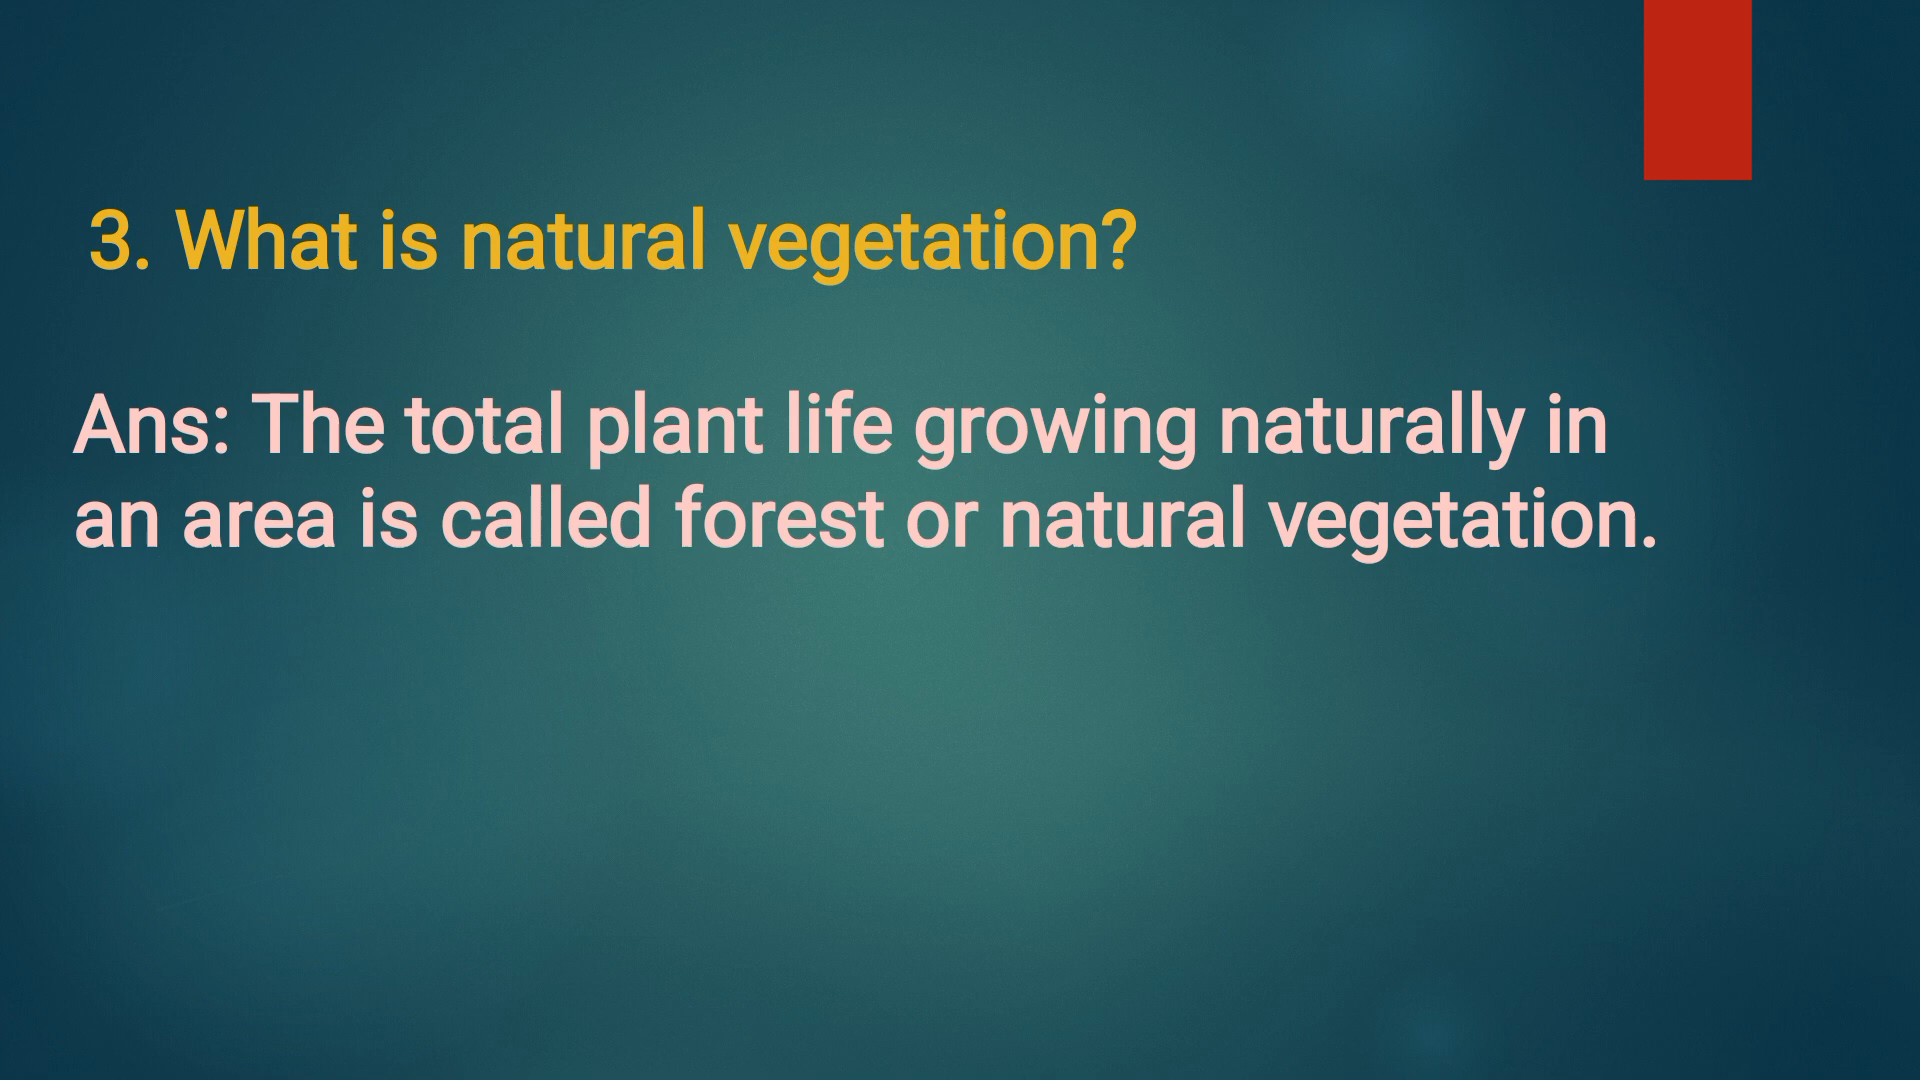 3. What is natural vegetation?
Ans: The total plant life growing naturally in
an area is called forest or natural vegetation.